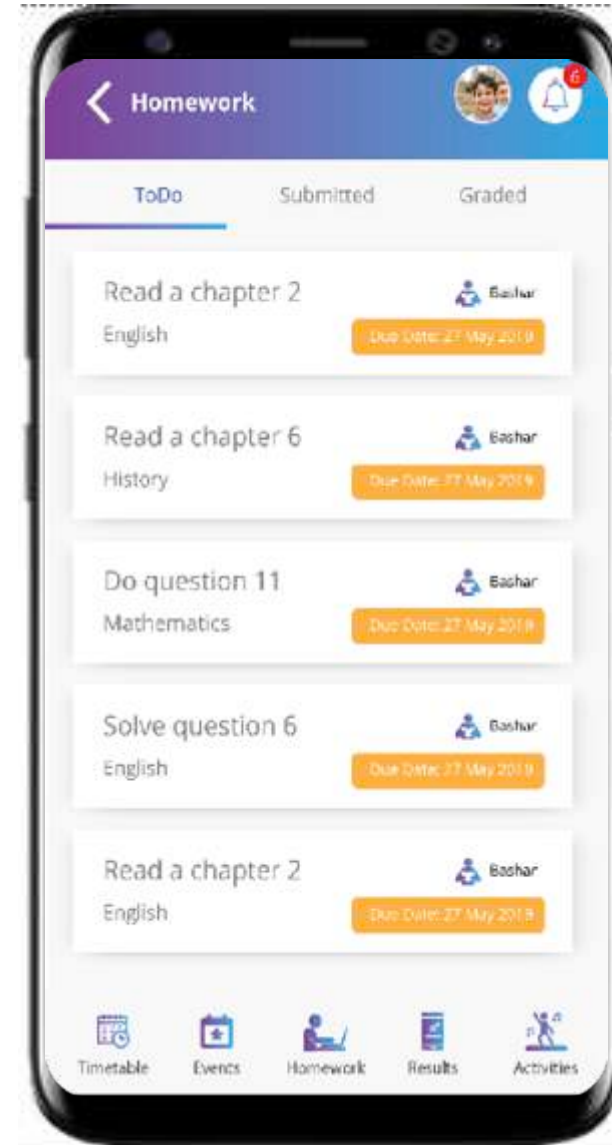 Homework
6
ToDo Submitted Graded
Read a chapter 2
Bashar
English
Due Date: 27 May 2019
Read a chapter 6
Bashar
History
Due Date: 27 May 2019
Do question 11
Bashar
Mathematics
Due Date: 27 May 2019
Solve question 6
Bashar
English
Due Date: 27 May 2019
Read a chapter 2
Bashar
English
Due Date: 27 May 2019
Timetable Events Homework Results Activities